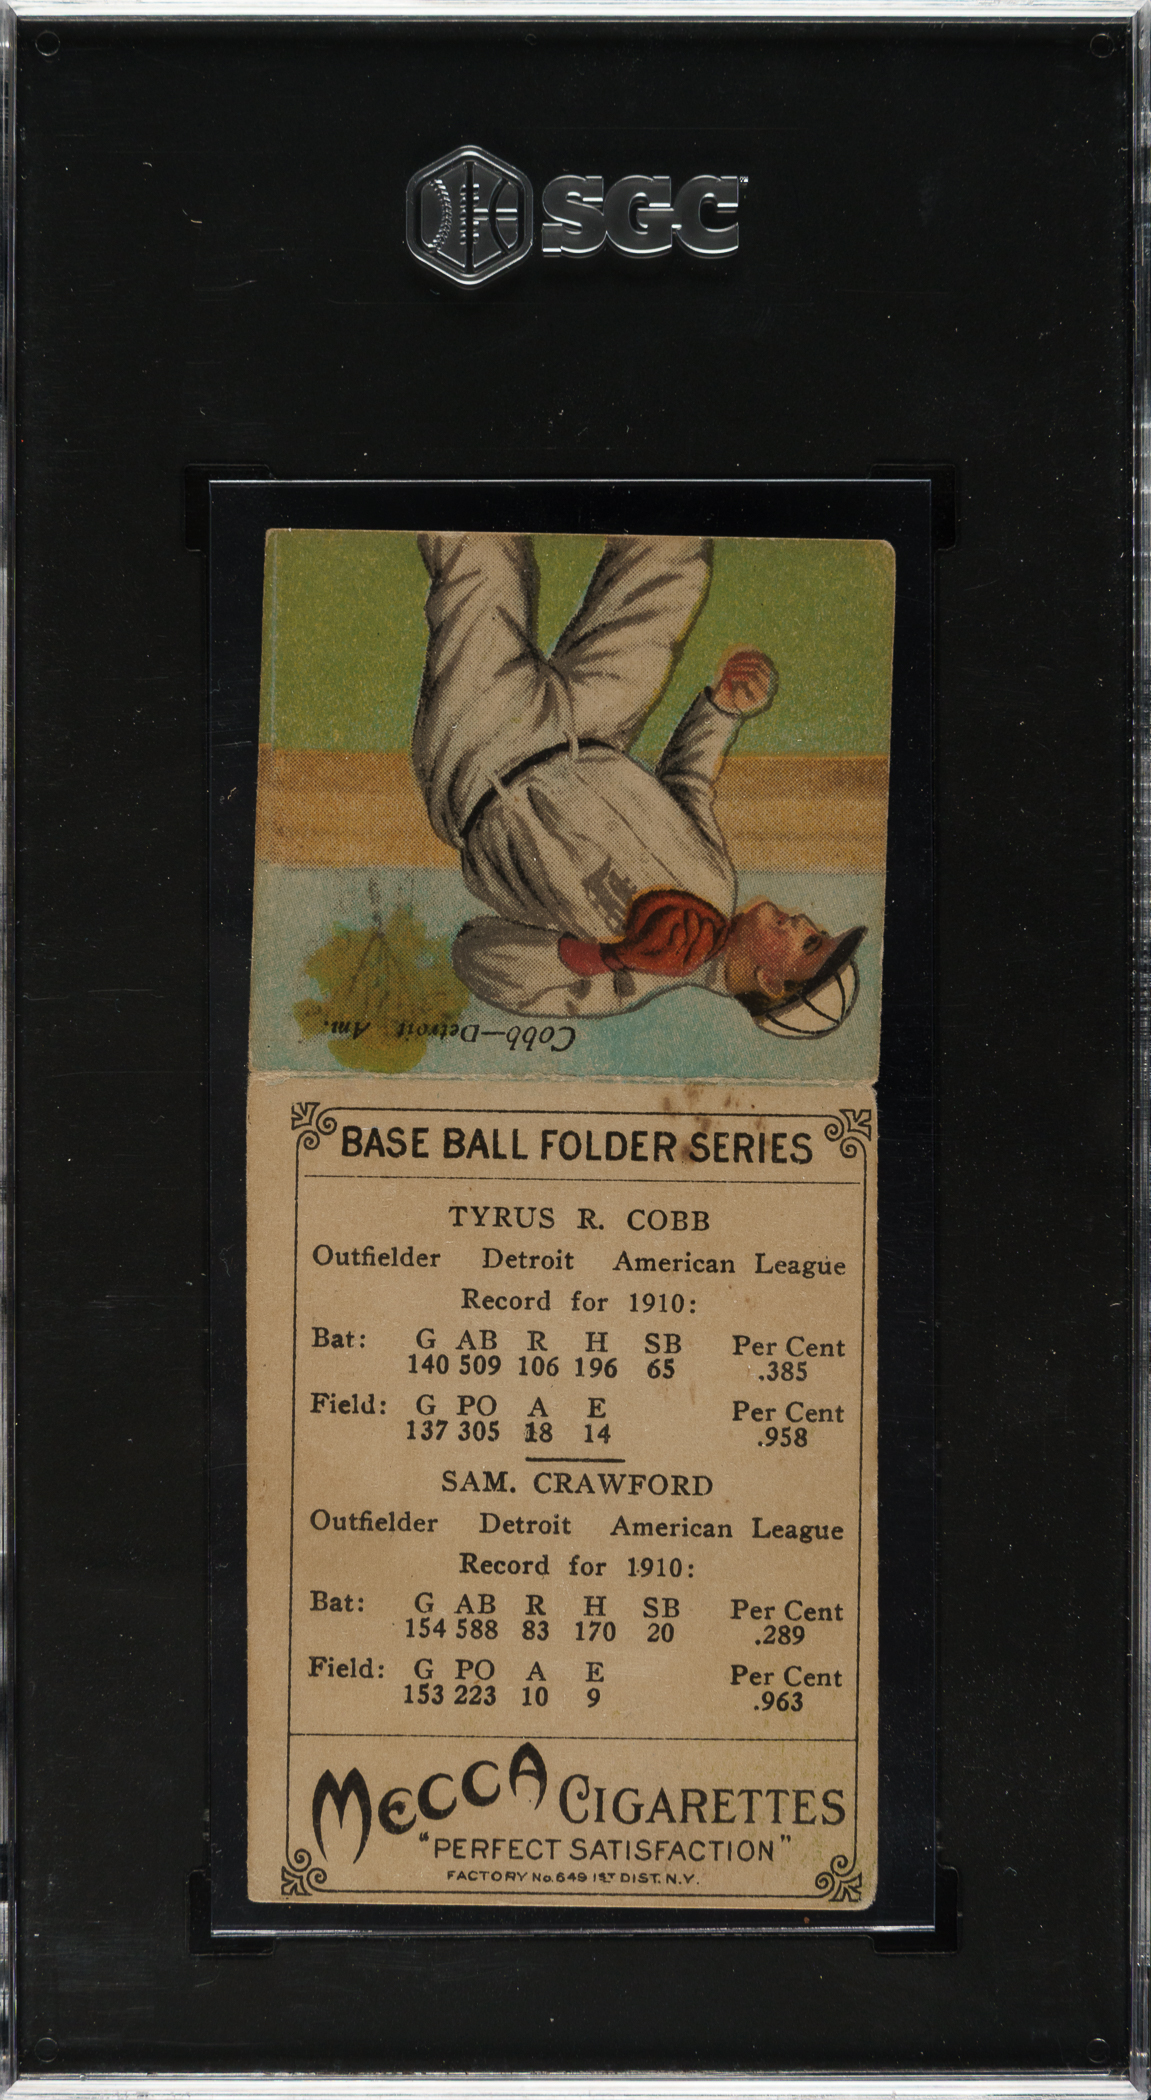 SGC
Cobb—Detroit Am.
BASE BALL FOLDER SERIES
TYRUS R. COBB
Outfielder Detroit American League
Record for 1910:
Bat: G AB R H SB Per Cent
140 509 106 196 65 .385
Field: G PO A E Per Cent
137 305 18 14 .958
SAM. CRAWFORD
Outfielder Detroit American League
Record for 1910:
Bat: G AB R H SB Per Cent
154 588 83 170 20 .289
Field: G PO A E Per Cent
153 223 10 9 .963
MECCA CIGARETTES
"PERFECT SATISFACTION"
FACTORY No. 649 1ST DIST. N.Y.